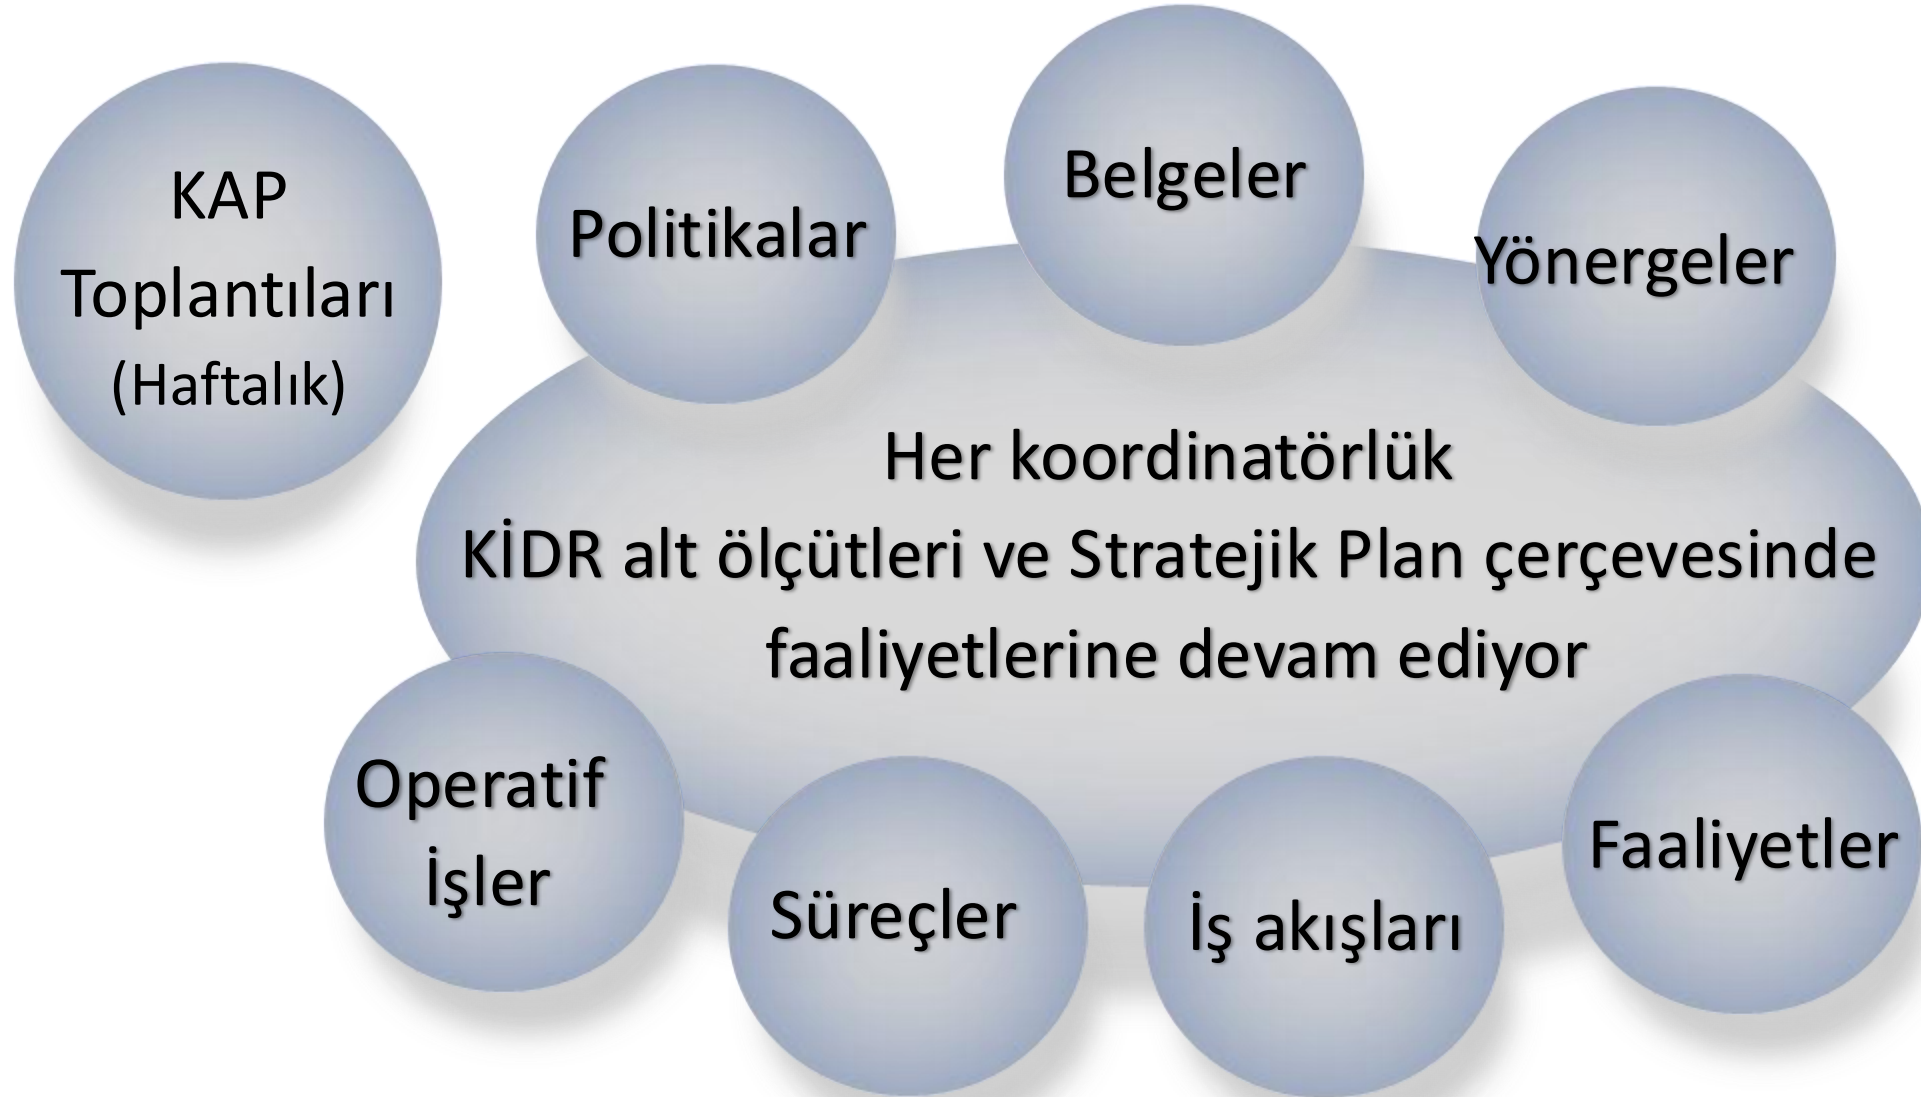 KAP
Toplantıları
(Haftalık)
Politikalar
Belgeler
Yönergeler
Her koordinatörlük
KİDR alt ölçütleri ve Stratejik Plan çerçevesinde
faaliyetlerine devam ediyor
Operatif
İşler
Süreçler
İş akışları
Faaliyetler